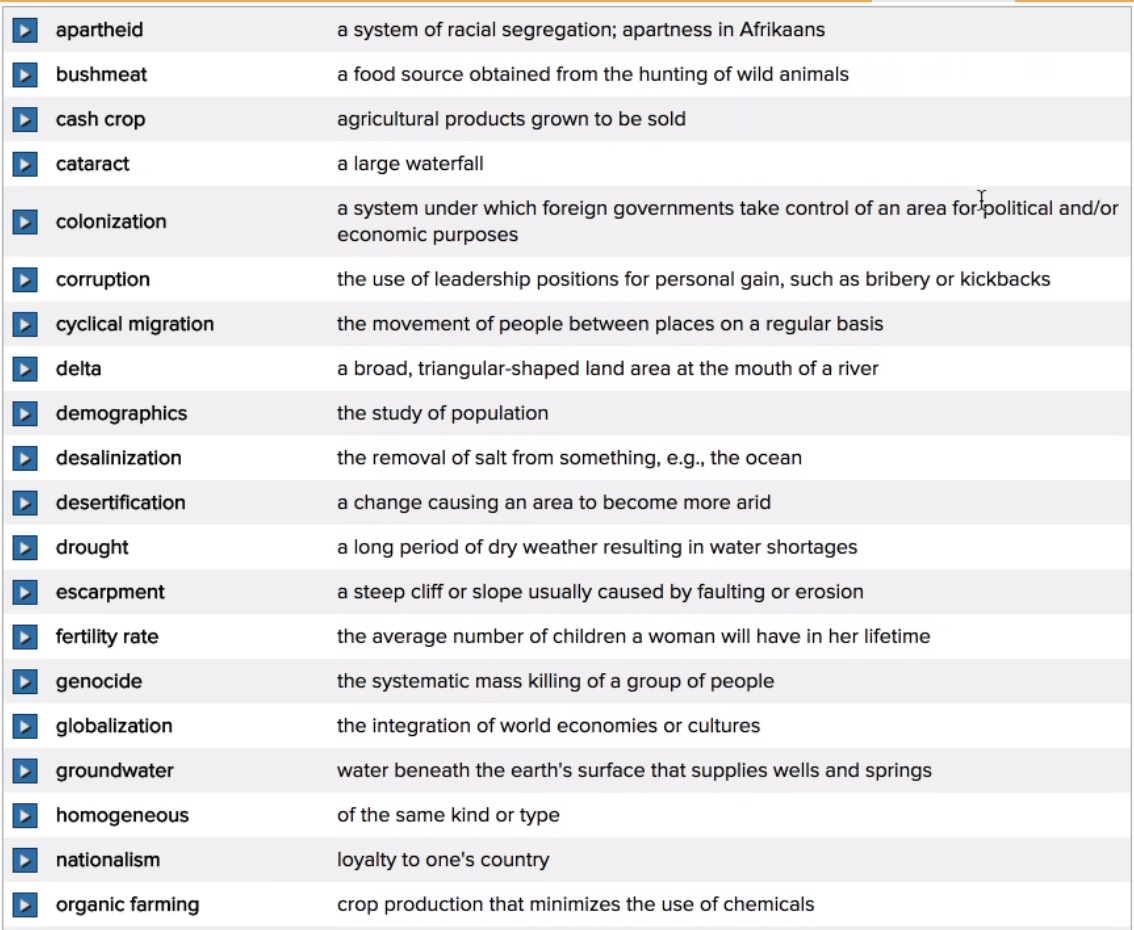 apartheid a system of racial segregation; apartness in Afrikaans
bushmeat a food source obtained from the hunting of wild animals
cash crop agricultural products grown to be sold
cataract a large waterfall
colonization a system under which foreign governments take control of an area for political and/or
economic purposes
corruption the use of leadership positions for personal gain, such as bribery or kickbacks
cyclical migration the movement of people between places on a regular basis
delta a broad, triangular-shaped land area at the mouth of a river
demographics the study of population
desalinization the removal of salt from something, e.g., the ocean
desertification a change causing an area to become more arid
drought a long period of dry weather resulting in water shortages
escarpment a steep cliff or slope usually caused by faulting or erosion
fertility rate the average number of children a woman will have in her lifetime
genocide the systematic mass killing of a group of people
globalization the integration of world economies or cultures
groundwater water beneath the earth's surface that supplies wells and springs
homogeneous of the same kind or type
nationalism loyalty to one's country
organic farming crop production that minimizes the use of chemicals